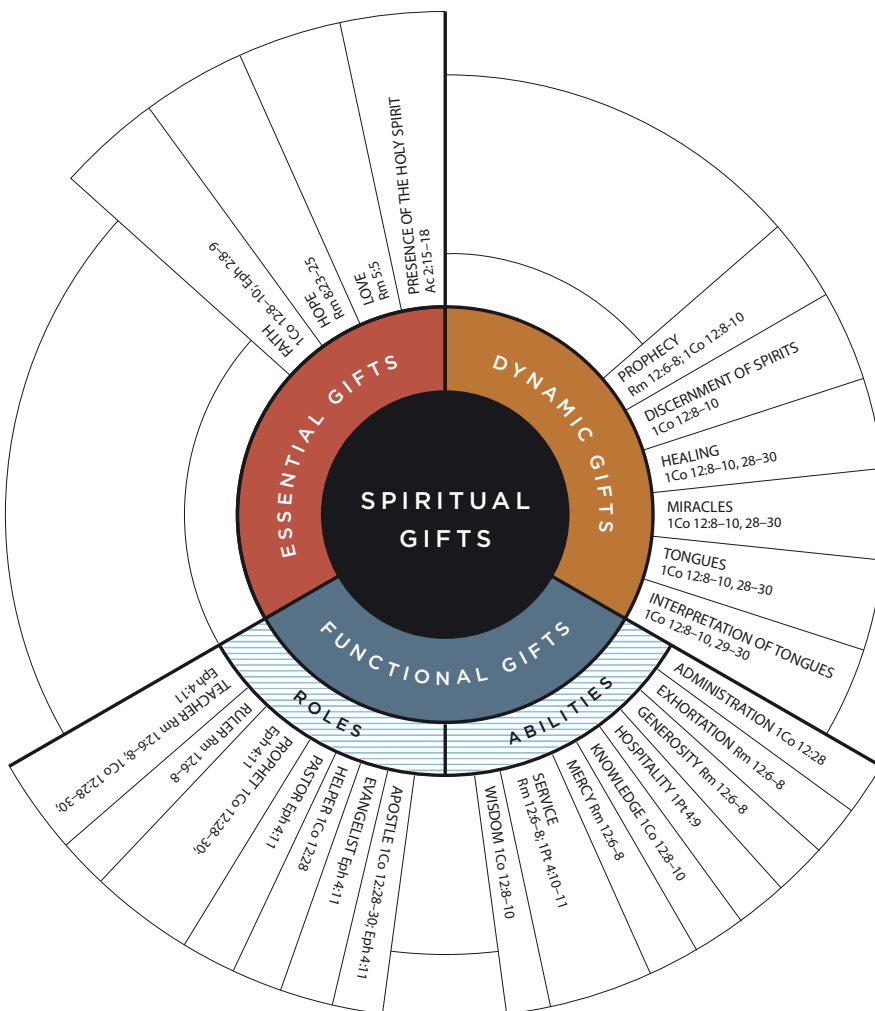 SPIRITUAL
GIFTS
ESSENTIAL GIFTS
FAITH
1Co 12:8–10; Eph 2:8–9
HOPE
Rm 8:23–25
LOVE
Rm 5:5
PRESENCE OF THE HOLY SPIRIT
Ac 2:15–18
DYNAMIC GIFTS
PROPHECY
Rm 12:6-8; 1Co 12:8-10
DISCERNMENT OF SPIRITS
1Co 12:8–10
HEALING
1Co 12:8–10, 28–30
MIRACLES
1Co 12:8–10, 28–30
TONGUES
1Co 12:8–10, 28–30
INTERPRETATION OF TONGUES
1Co 12:8–10, 29–30
FUNCTIONAL GIFTS
ABILITIES
ADMINISTRATION 1Co 12:28
EXHORTATION Rm 12:6–8
GENEROSITY Rm 12:6–8
HOSPITALITY 1Pt 4:9
KNOWLEDGE 1Co 12:8–10
MERCY Rm 12:6–8
SERVICE
Rm 12:6–8; 1Pt 4:10–11
WISDOM 1Co 12:8–10
ROLES
APOSTLE 1Co 12:28–30; Eph 4:11
EVANGELIST Eph 4:11
HELPER 1Co 12:28
PASTOR Eph 4:11
PROPHET 1Co 12:28–30;
Eph 4:11
RULER Rm 12:6–8
TEACHER Rm 12:6–8; 1Co 12:28–30;
Eph 4:11